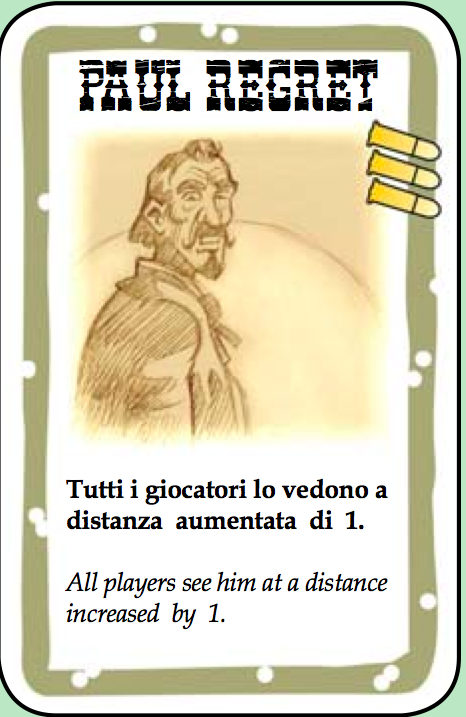 PAUL REGRET
Tutti i giocatori lo vedono a
distanza aumentata di 1.
All players see him at a distance
increased by 1.